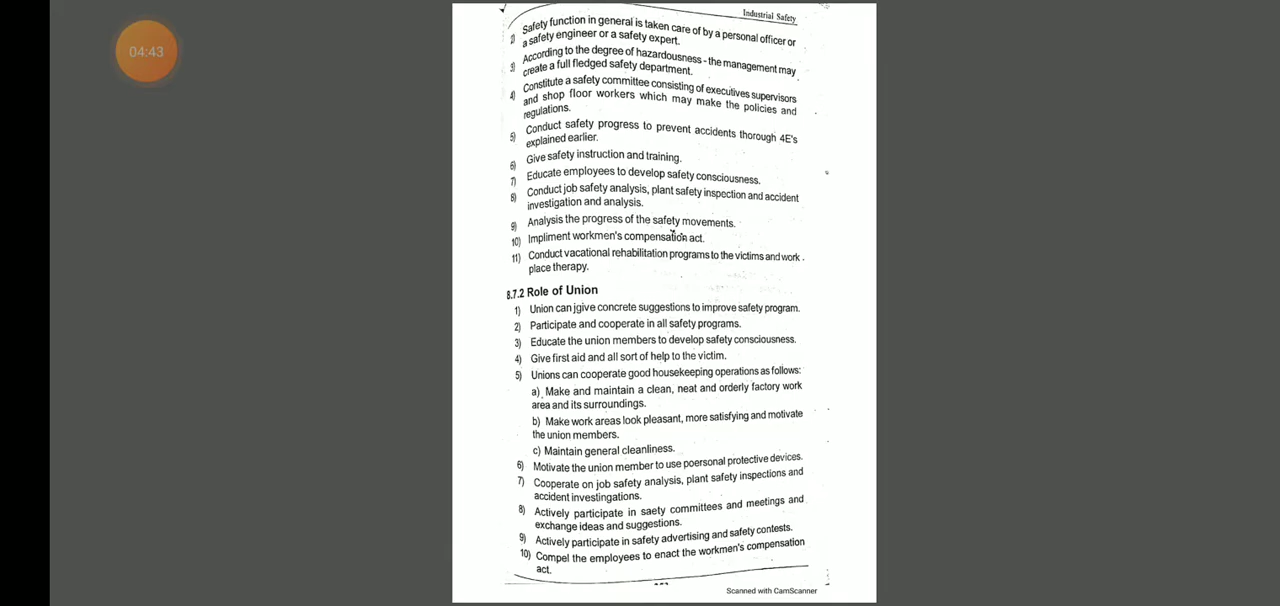 04:43
Industrial Safety
2) Safety function in general is taken care of by a personal officer or
a safety engineer or a safety expert.
3) According to the degree of hazardousness - the management may
create a full fledged safety department.
4) Constitute a safety committee consisting of executives supervisors
and shop floor workers which may make the policies and
regulations.
5) Conduct safety progress to prevent accidents thorough 4E's
explained earlier.
6) Give safety instruction and training.
7) Educate employees to develop safety consciousness.
8) Conduct job safety analysis, plant safety inspection and accident
investigation and analysis.
9) Analysis the progress of the safety movements.
10) Impliment workmen's compensation act.
11) Conduct vacational rehabilitation programs to the victims and work
place therapy.
8.7.2 Role of Union
1) Union can jgive concrete suggestions to improve safety program.
2) Participate and cooperate in all safety programs.
3) Educate the union members to develop safety consciousness.
4) Give first aid and all sort of help to the victim.
5) Unions can cooperate good housekeeping operations as follows:
a) Make and maintain a clean, neat and orderly factory work
area and its surroundings.
b) Make work areas look pleasant, more satisfying and motivate
the union members.
c) Maintain general cleanliness.
6) Motivate the union member to use poersonal protective devices.
7) Cooperate on job safety analysis, plant safety inspections and
accident investingations.
8) Actively participate in saety committees and meetings and
exchange ideas and suggestions.
9) Actively participate in safety advertising and safety contests.
10) Compel the employees to enact the workmen's compensation
act.
Scanned with CamScanner